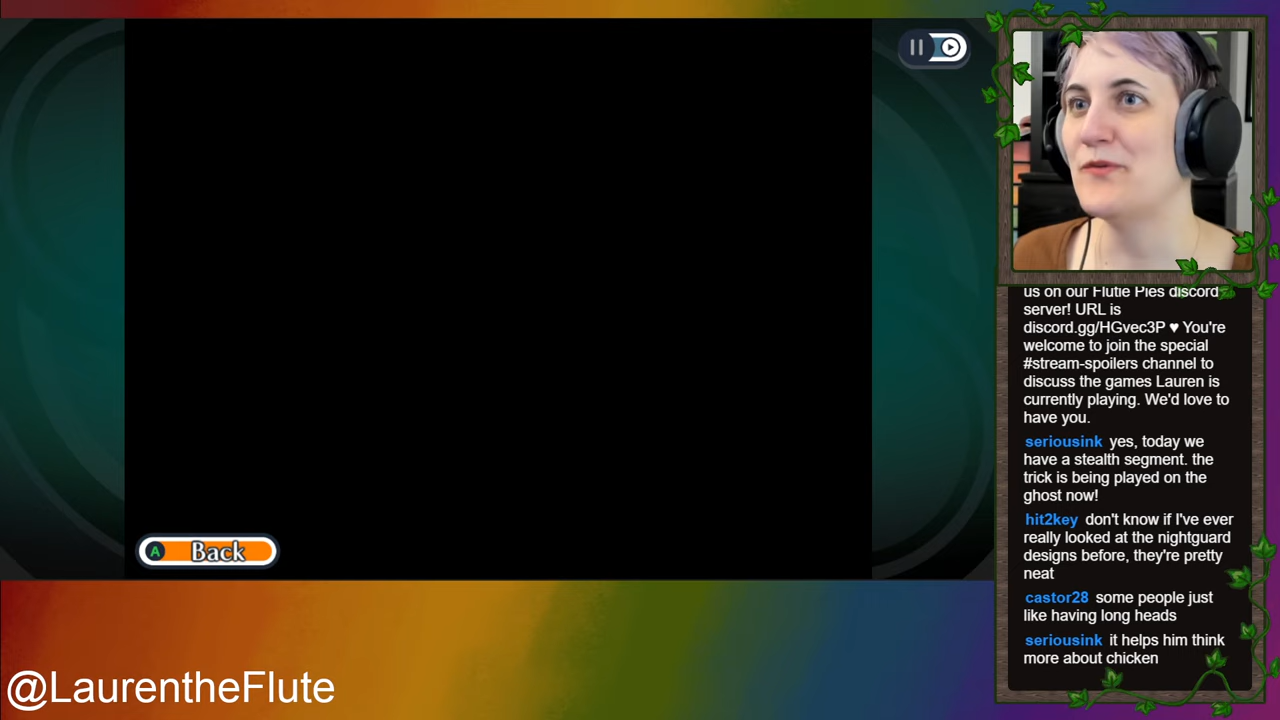 us on our Flutie Pies discord
server! URL is
discord.gg/HGvec3P ♥ You're
welcome to join the special
#stream-spoilers channel to
discuss the games Lauren is
currently playing. We'd love to
have you.
seriousink yes, today we
have a stealth segment. the
trick is being played on the
ghost now!
hit2key don't know if I've ever
really looked at the nightguard
designs before, they're pretty
neat
castor28 some people just
like having long heads
seriousink it helps him think
more about chicken
A Back
@LaurentheFlute